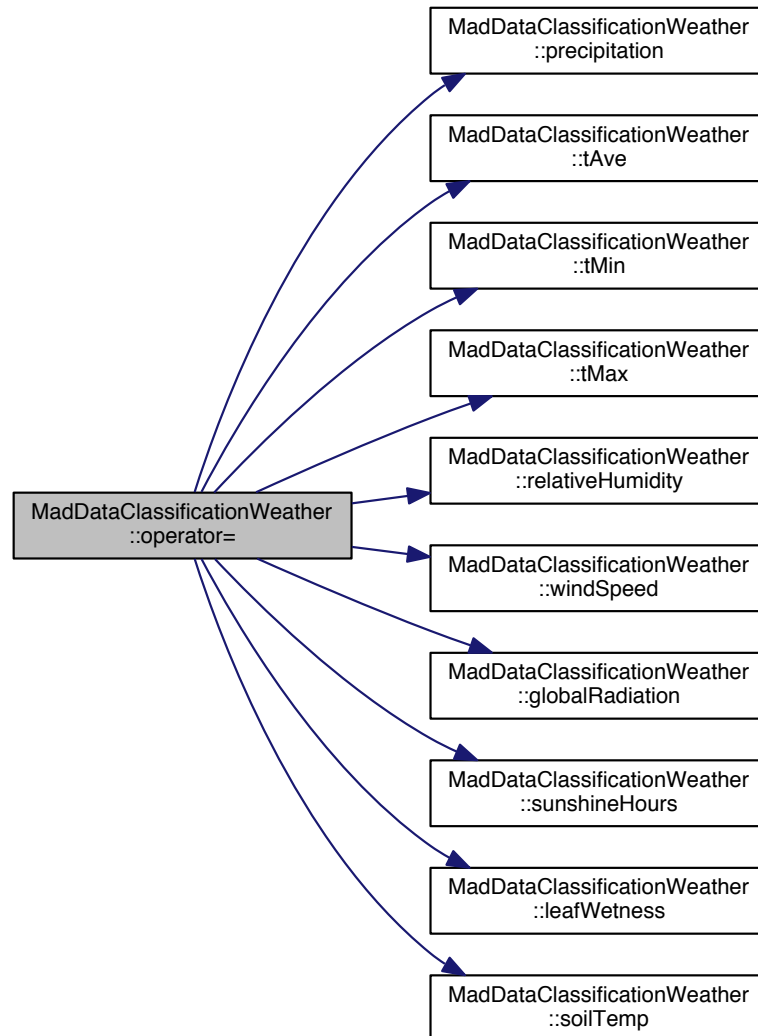 MadDataClassificationWeather
::precipitation
MadDataClassificationWeather
::tAve
MadDataClassificationWeather
::tMin
MadDataClassificationWeather
::tMax
MadDataClassificationWeather
::relativeHumidity
MadDataClassificationWeather
::operator=
MadDataClassificationWeather
::windSpeed
MadDataClassificationWeather
::globalRadiation
MadDataClassificationWeather
::sunshineHours
MadDataClassificationWeather
::leafWetness
MadDataClassificationWeather
::soilTemp